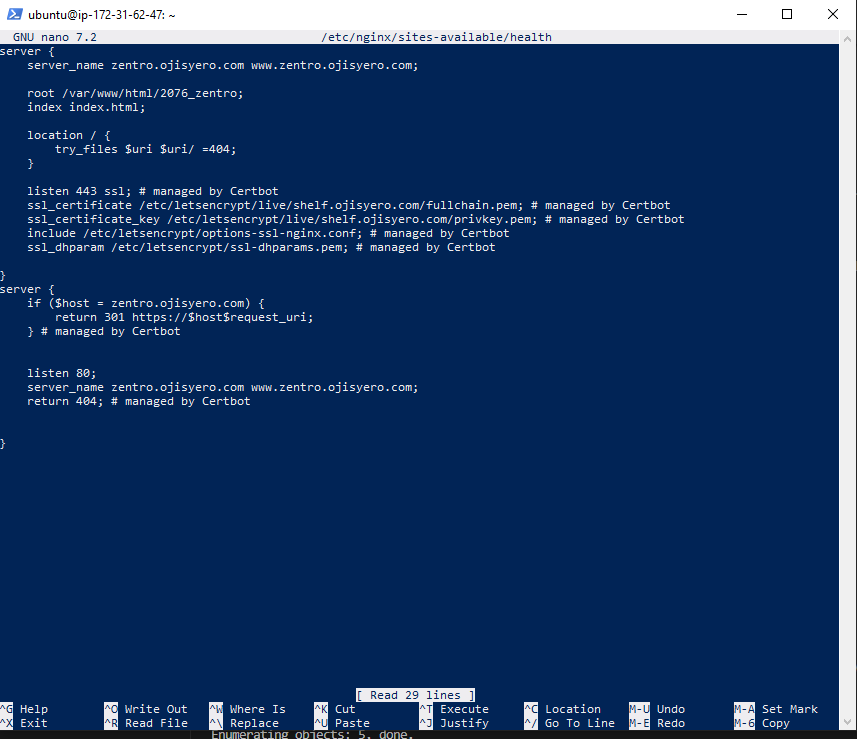 ubuntu@ip-172-31-62-47: ~
GNU nano 7.2 /etc/nginx/sites-available/health
server {
    server_name zentro.ojisyero.com www.zentro.ojisyero.com;

    root /var/www/html/2076_zentro;
    index index.html;

    location / {
        try_files $uri $uri/ =404;
    }

    listen 443 ssl; # managed by Certbot
    ssl_certificate /etc/letsencrypt/live/shelf.ojisyero.com/fullchain.pem; # managed by Certbot
    ssl_certificate_key /etc/letsencrypt/live/shelf.ojisyero.com/privkey.pem; # managed by Certbot
    include /etc/letsencrypt/options-ssl-nginx.conf; # managed by Certbot
    ssl_dhparam /etc/letsencrypt/ssl-dhparams.pem; # managed by Certbot

}
server {
    if ($host = zentro.ojisyero.com) {
        return 301 https://$host$request_uri;
    } # managed by Certbot


    listen 80;
    server_name zentro.ojisyero.com www.zentro.ojisyero.com;
    return 404; # managed by Certbot


}
[ Read 29 lines ]
^G Help ^O Write Out ^W Where Is ^K Cut ^T Execute ^C Location M-U Undo M-A Set Mark
^X Exit ^R Read File ^\ Replace ^U Paste ^J Justify ^/ Go To Line M-E Redo M-6 Copy
Enumerating objects: 5, done.